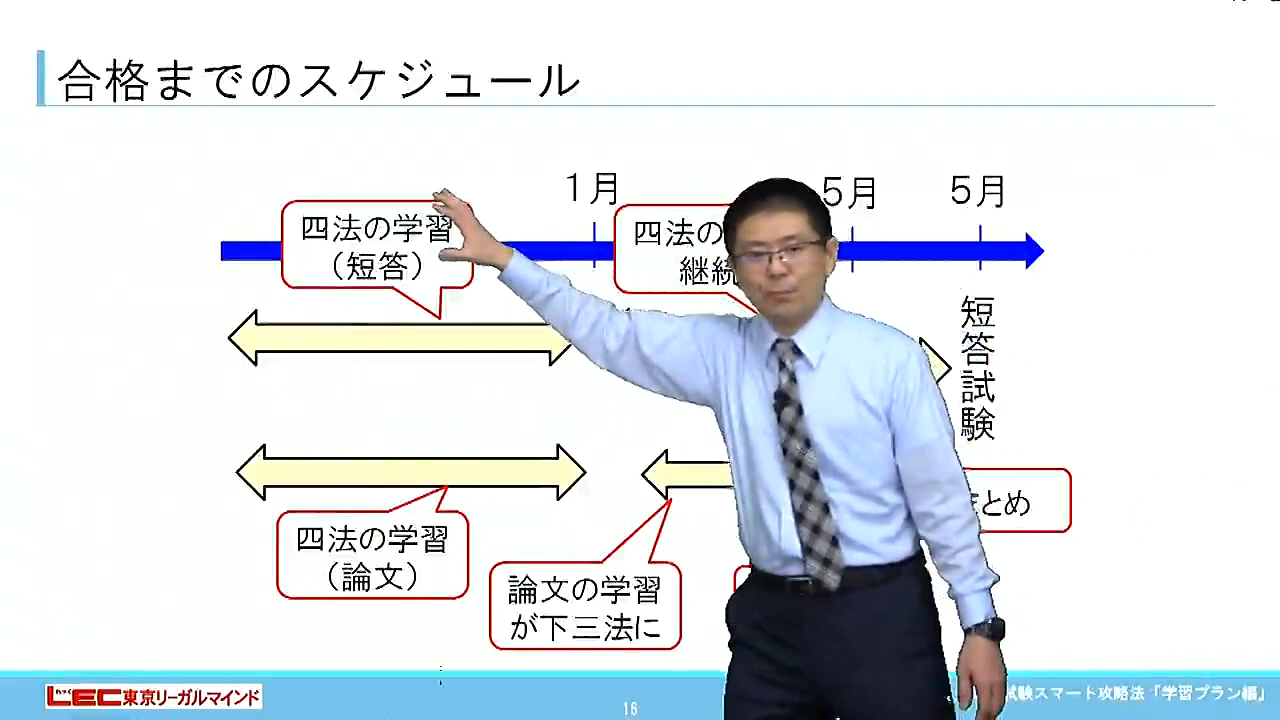 合格までのスケジュール
1月
5月
5月
四法の学習
（短答）
四法の
継続
短答試験
四法の学習
（論文）
論文の学習
が下三法に
とめ
LEC東京リーガルマインド
16
試験スマート攻略法「学習プラン編」